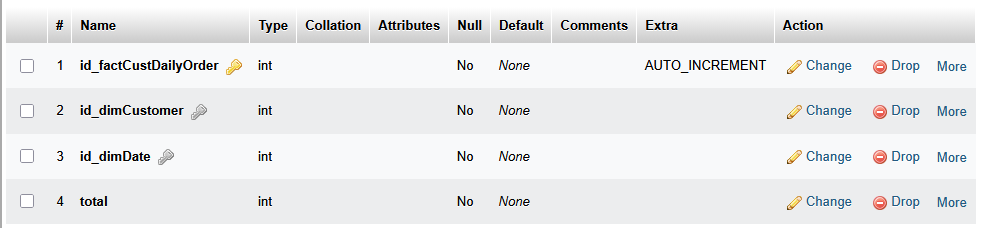 # Name Type Collation Attributes Null Default Comments Extra Action
1 id_factCustDailyOrder int No None AUTO_INCREMENT Change Drop More
2 id_dimCustomer int No None Change Drop More
3 id_dimDate int No None Change Drop More
4 total int No None Change Drop More